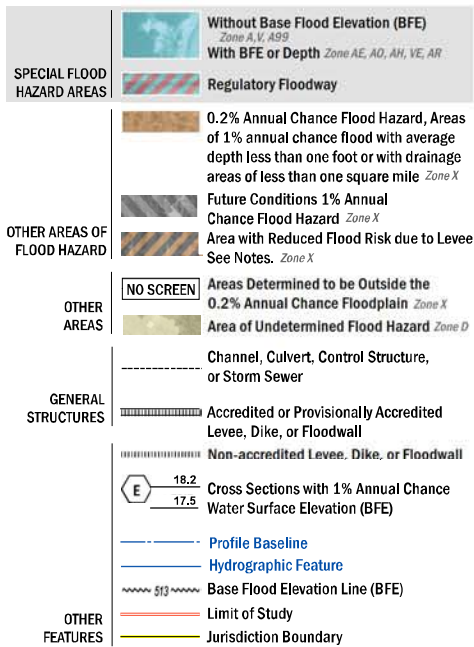 Without Base Flood Elevation (BFE)
Zone A,V, A99
With BFE or Depth Zone AE, AO, AH, VE, AR
SPECIAL FLOOD
HAZARD AREAS
Regulatory Floodway
0.2% Annual Chance Flood Hazard, Areas
of 1% annual chance flood with average
depth less than one foot or with drainage
areas of less than one square mile Zone X
Future Conditions 1% Annual
Chance Flood Hazard Zone X
OTHER AREAS OF
FLOOD HAZARD
Area with Reduced Flood Risk due to Levee
See Notes. Zone X
NO SCREEN
Areas Determined to be Outside the
0.2% Annual Chance Floodplain Zone X
OTHER
AREAS
Area of Undetermined Flood Hazard Zone D
Channel, Culvert, Control Structure,
or Storm Sewer
GENERAL
STRUCTURES
Accredited or Provisionally Accredited
Levee, Dike, or Floodwall
Non-accredited Levee, Dike, or Floodwall
E
18.2
17.5
Cross Sections with 1% Annual Chance
Water Surface Elevation (BFE)
Profile Baseline
Hydrographic Feature
513
Base Flood Elevation Line (BFE)
OTHER
FEATURES
Limit of Study
Jurisdiction Boundary